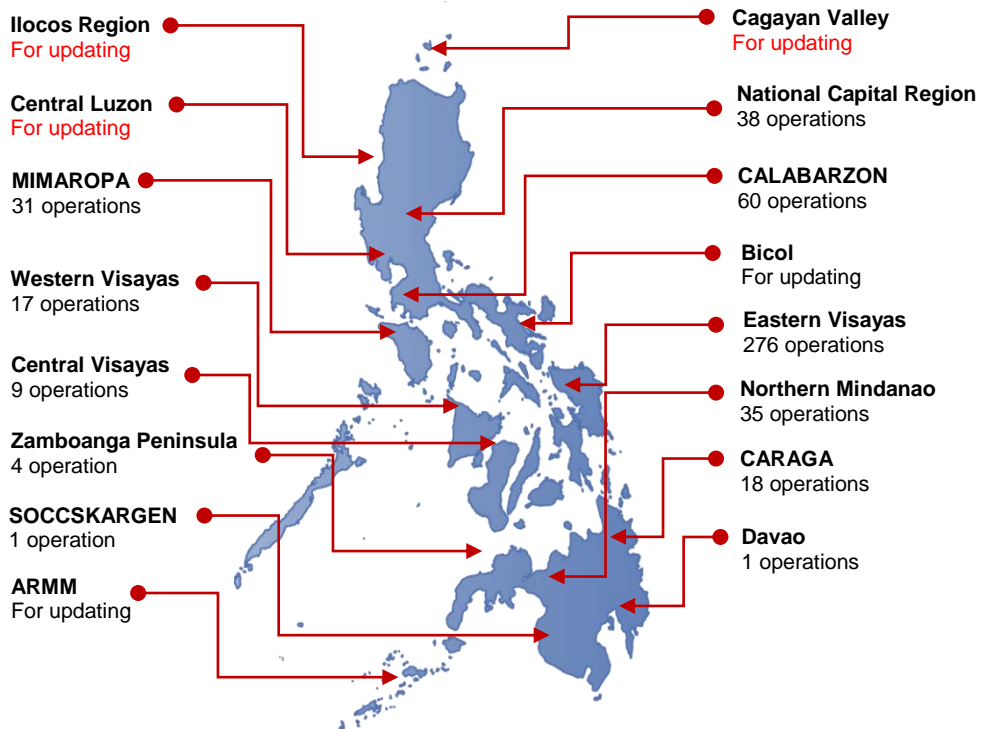 Ilocos Region
For updating
Central Luzon
For updating
MIMAROPA
31 operations
Western Visayas
17 operations
Central Visayas
9 operations
Zamboanga Peninsula
4 operation
SOCCSKARGEN
1 operation
ARMM
For updating
Cagayan Valley
For updating
National Capital Region
38 operations
CALABARZON
60 operations
Bicol
For updating
Eastern Visayas
276 operations
Northern Mindanao
35 operations
CARAGA
18 operations
Davao
1 operations